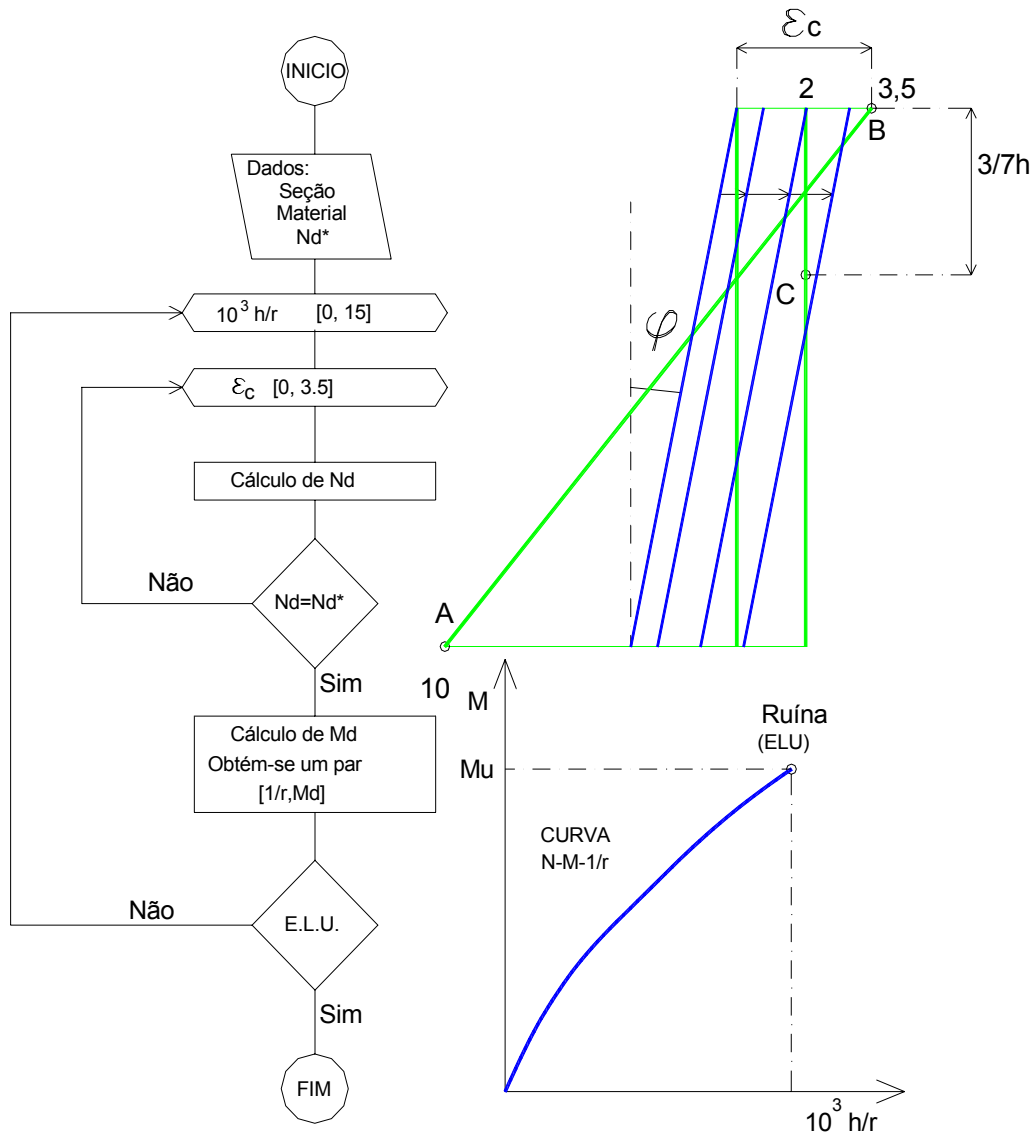 INICIO
Dados:
Seção
Material
Nd*
10³ h/r [0, 15]
εc [0, 3.5]
Cálculo de Nd
Não
Nd=Nd*
Sim
Cálculo de Md
Obtém-se um par
[1/r,Md]
Não
E.L.U.
Sim
FIM
εc
2
3,5
B
3/7h
C
φ
A
10
M
Ruína
(ELU)
Mu
CURVA
N-M-1/r
10³ h/r